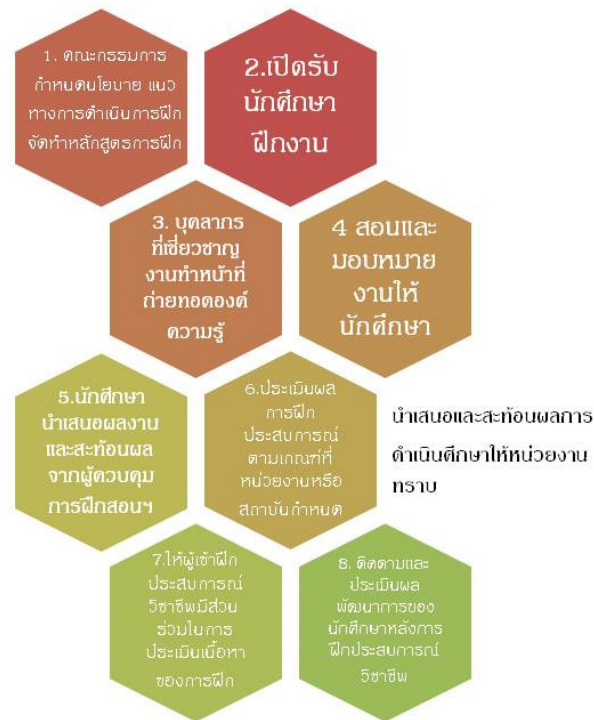 1. คณะกรรมการ
กำหนดนโยบาย แนว
ทางการดำเนินการฝึก
จัดทำหลักสูตรการฝึก
2.เปิดรับ
นักศึกษา
ฝึกงาน
3. บุคลากร
ที่เชี่ยวชาญ
งานทำหน้าที่
ถ่ายทอดองค์
ความรู้
4 สอนและ
มอบหมาย
งานให้
นักศึกษา
5.นักศึกษา
นำเสนอผลงาน
และสะท้อนผล
จากผู้ควบคุม
การฝึกสอนฯ
6.ประเมินผล
การฝึก
ประสบการณ์
ตามเกณฑ์ที่
หน่วยงานหรือ
สถาบันกำหนด
นำเสนอและสะท้อนผลการ
ดำเนินศึกษาให้หน่วยงาน
ทราบ
7.ให้ผู้เข้าฝึก
ประสบการณ์
วิชาชีพมีส่วน
ร่วมในการ
ประเมินเนื้อหา
ของการฝึก
8. ติดตามและ
ประเมินผล
พัฒนาการของ
นักศึกษาหลังการ
ฝึกประสบการณ์
วิชาชีพ